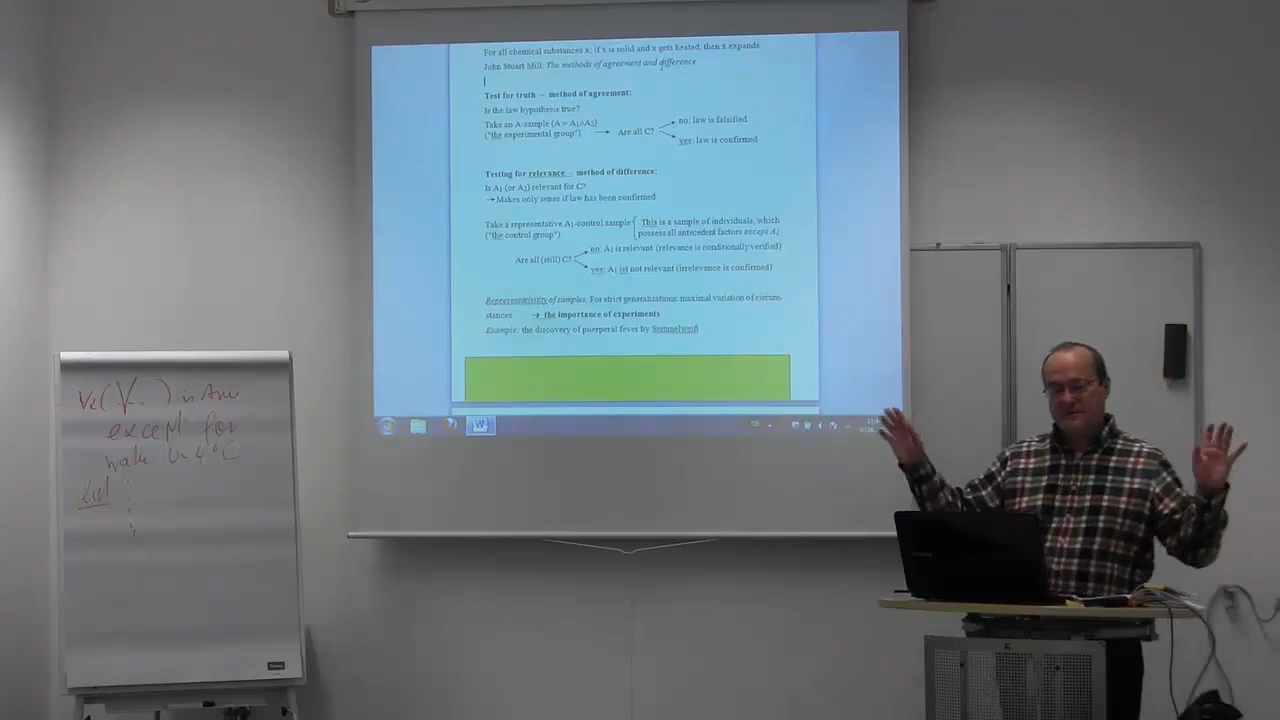 For all chemical substances x: if x is solid and x gets heated, then x expands
John Stuart Mill: The methods of agreement and difference
Test for truth – method of agreement:
Is the law hypothesis true?
Take an A-sample (A = A1∧A2)
("the experimental group")
Are all C?
no: law is falsified
yes: law is confirmed
Testing for relevance – method of difference:
Is A1 (or A2) relevant for C?
→ Makes only sense if law has been confirmed
Take a representative A1-control sample
("the control group")
This is a sample of individuals, which
possess all antecedent factors except A1
Are all (still) C?
no: A1 is relevant (relevance is conditionally verified)
yes: A1 ist not relevant (irrelevance is confirmed)
Representatitity of samples: For strict generalizations: maximal variation of circum-
stances → the importance of experiments
Example: the discovery of puerperal fever by Semmelweiß
is true
except for
4°C